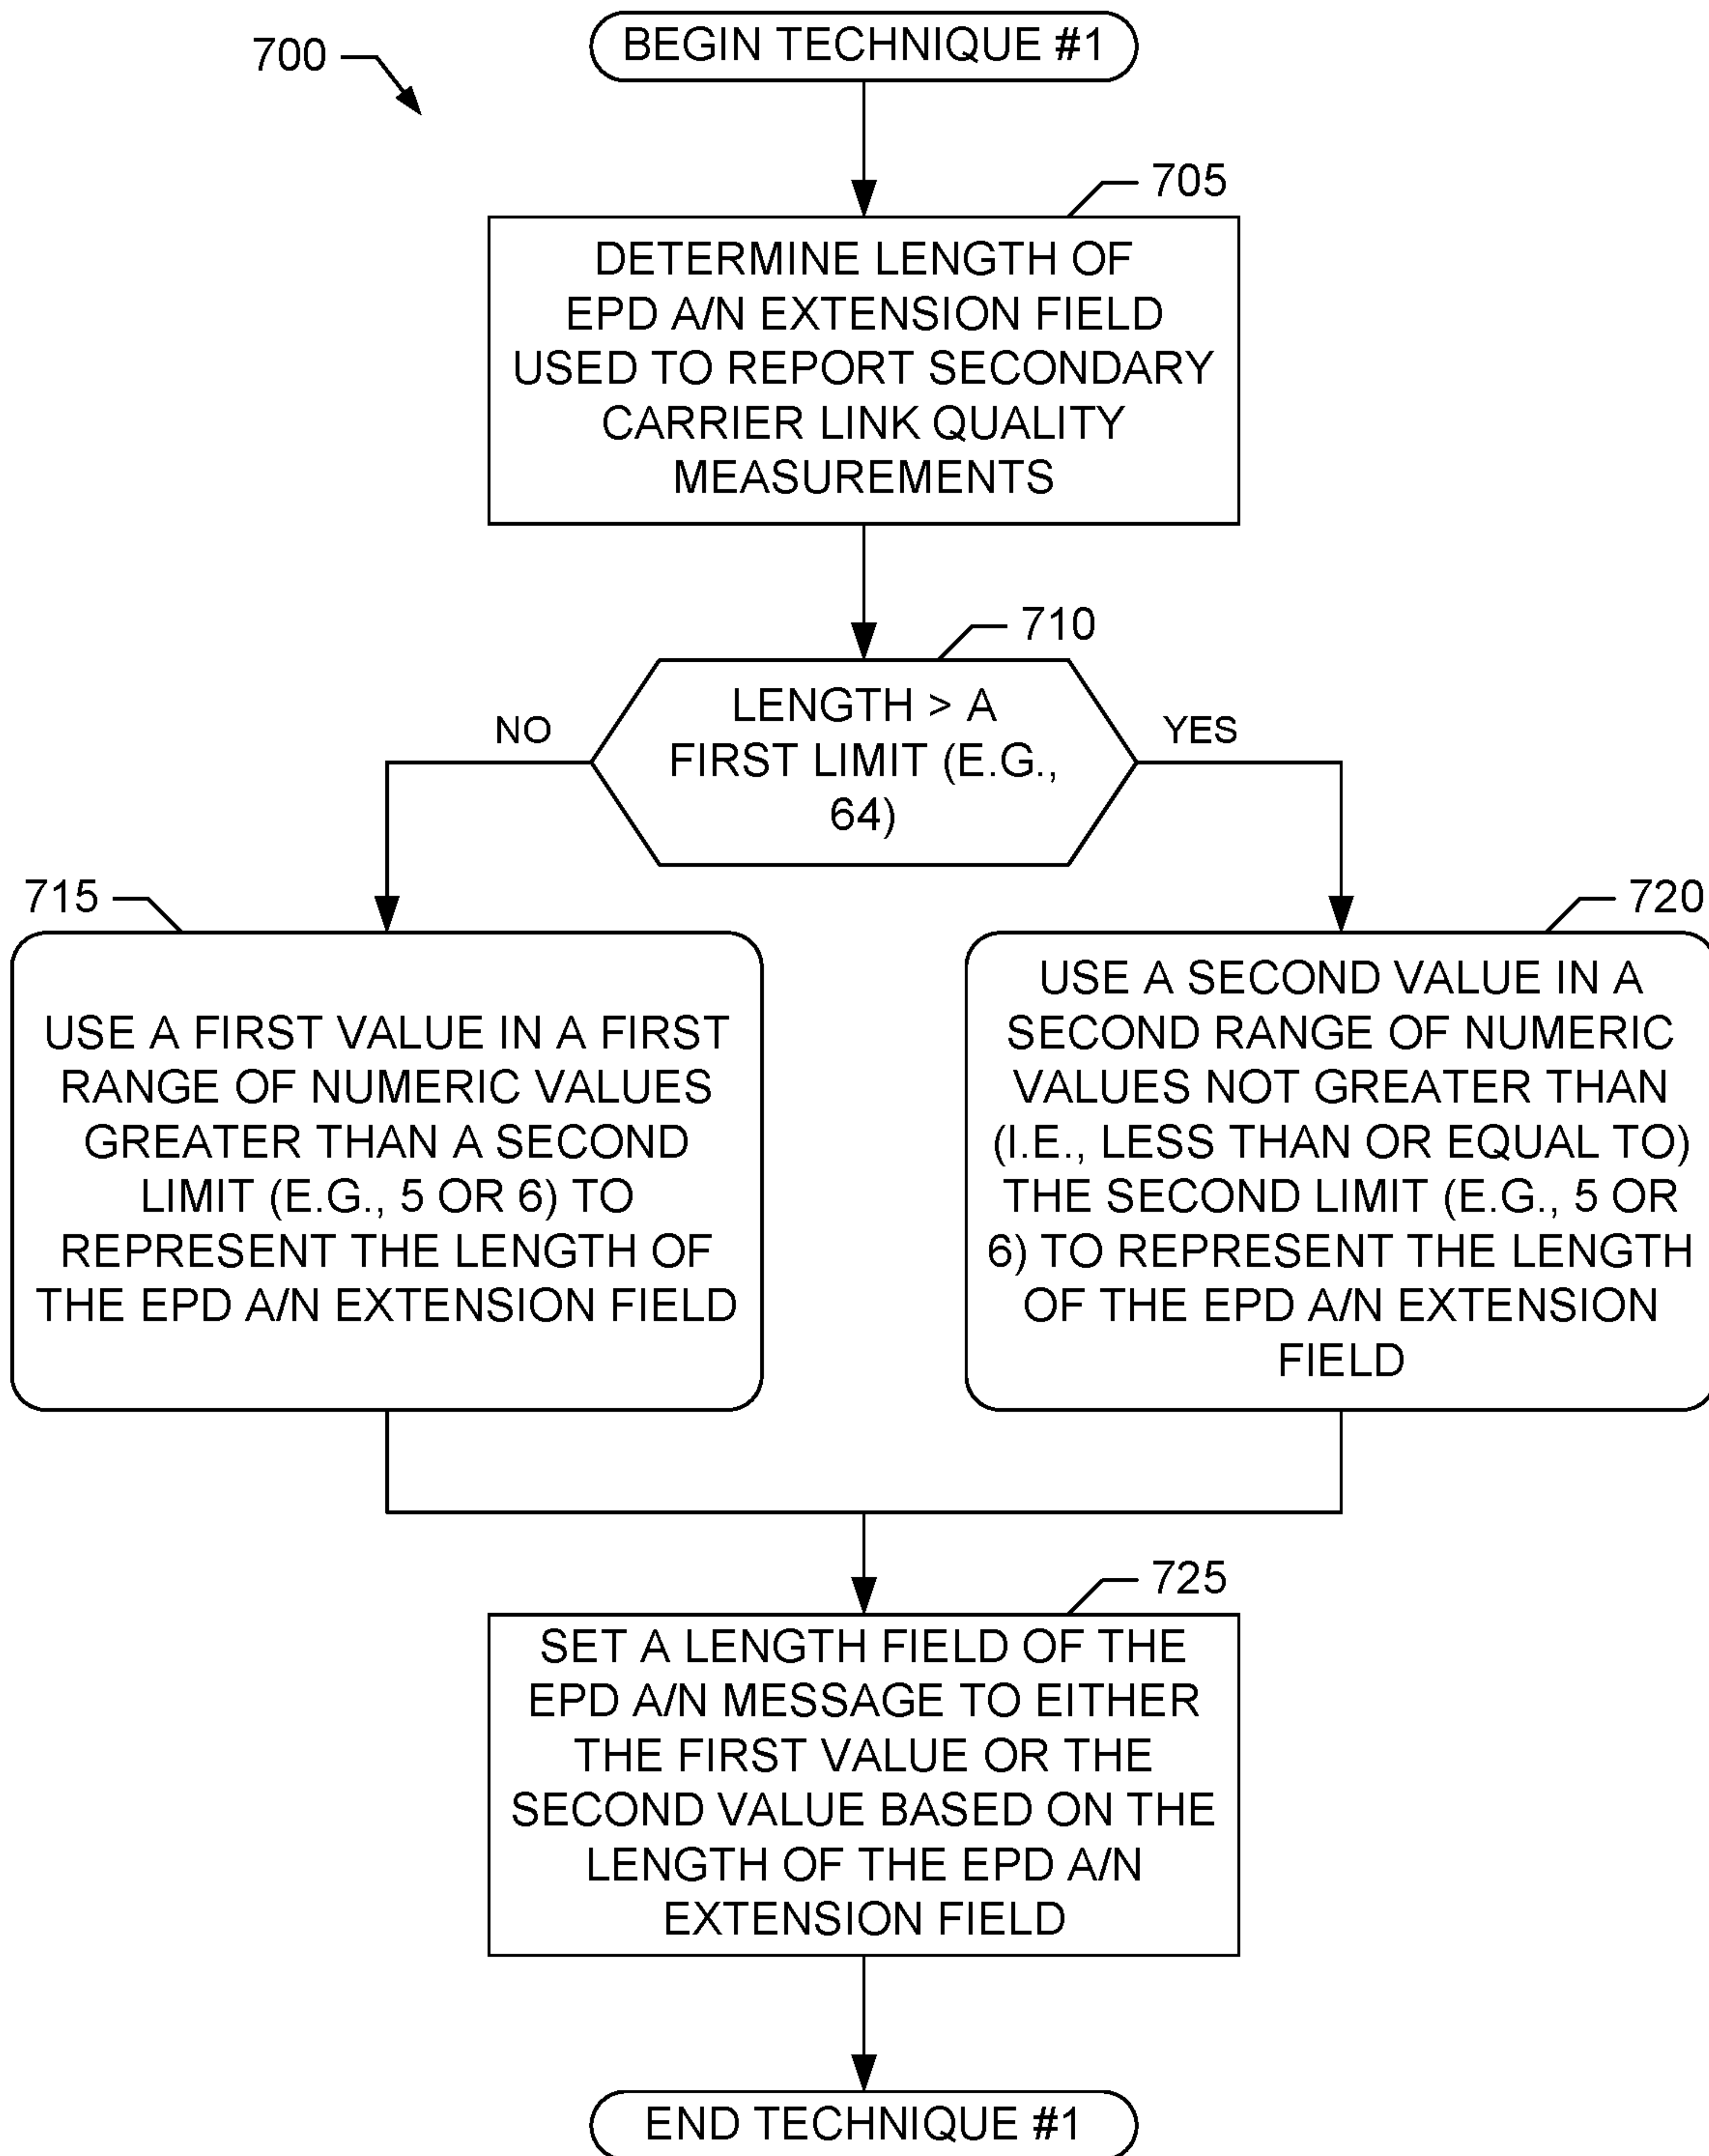 700
BEGIN TECHNIQUE #1
705
DETERMINE LENGTH OF
EPD A/N EXTENSION FIELD
USED TO REPORT SECONDARY
CARRIER LINK QUALITY
MEASUREMENTS
710
LENGTH > A
FIRST LIMIT (E.G.,
64)
NO
YES
715
USE A FIRST VALUE IN A FIRST
RANGE OF NUMERIC VALUES
GREATER THAN A SECOND
LIMIT (E.G., 5 OR 6) TO
REPRESENT THE LENGTH OF
THE EPD A/N EXTENSION FIELD
720
USE A SECOND VALUE IN A
SECOND RANGE OF NUMERIC
VALUES NOT GREATER THAN
(I.E., LESS THAN OR EQUAL TO)
THE SECOND LIMIT (E.G., 5 OR
6) TO REPRESENT THE LENGTH
OF THE EPD A/N EXTENSION
FIELD
725
SET A LENGTH FIELD OF THE
EPD A/N MESSAGE TO EITHER
THE FIRST VALUE OR THE
SECOND VALUE BASED ON THE
LENGTH OF THE EPD A/N
EXTENSION FIELD
END TECHNIQUE #1